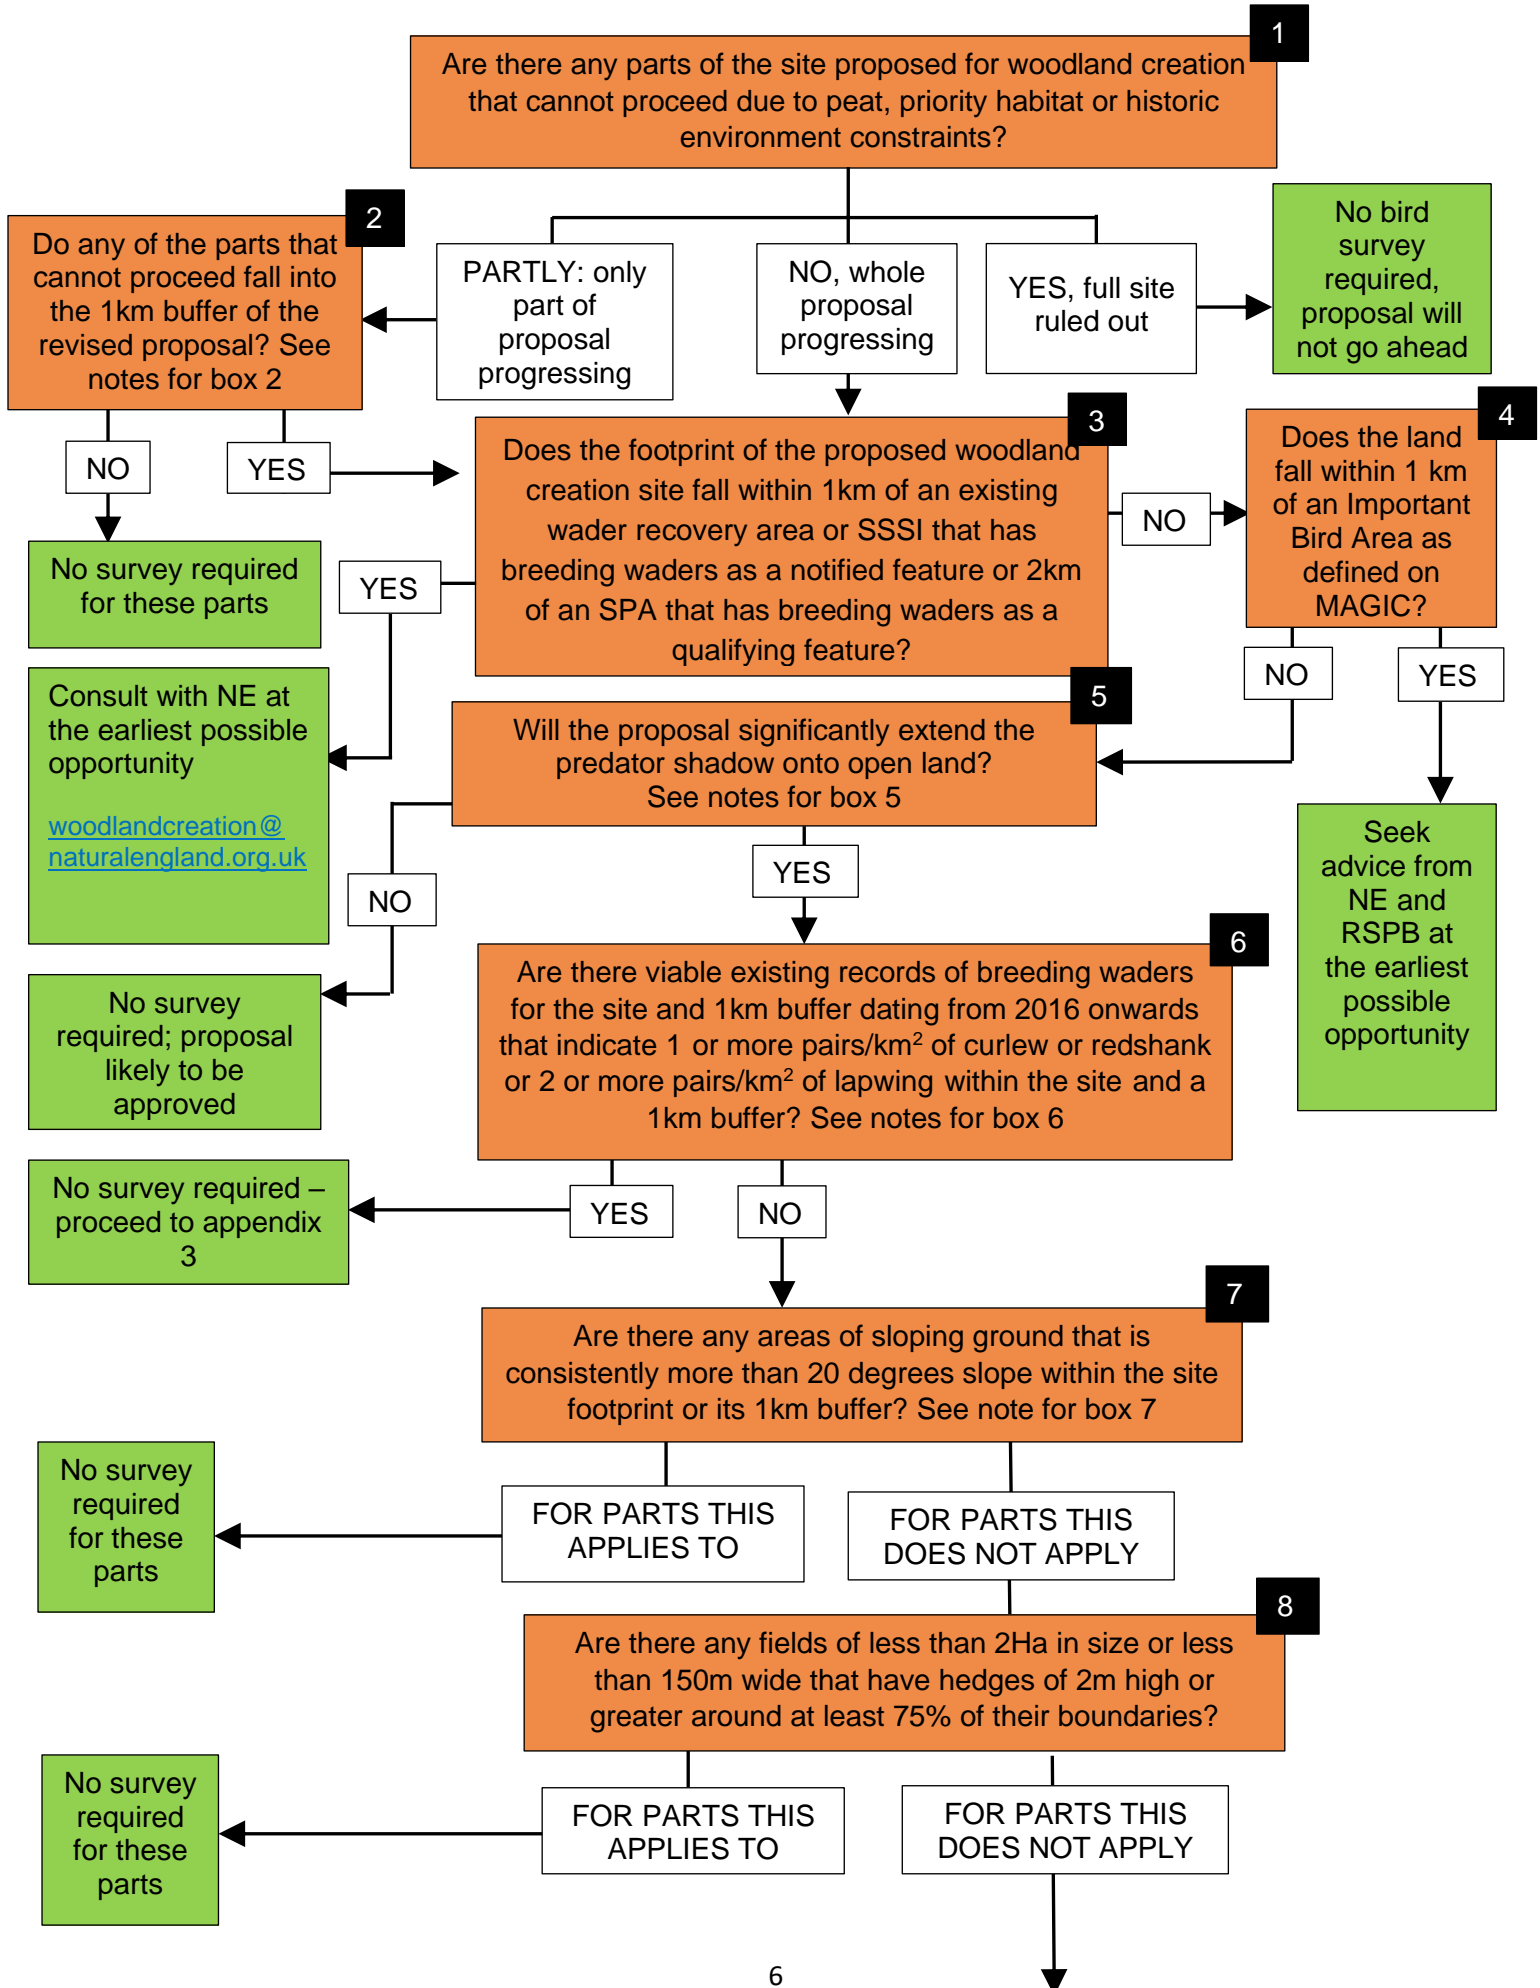 1
Are there any parts of the site proposed for woodland creation
that cannot proceed due to peat, priority habitat or historic
environment constraints?
2
Do any of the parts that
cannot proceed fall into
the 1km buffer of the
revised proposal? See
notes for box 2
PARTLY: only
part of
proposal
progressing
NO, whole
proposal
progressing
YES, full site
ruled out
No bird
survey
required,
proposal will
not go ahead
NO
YES
No survey required
for these parts
3
Does the footprint of the proposed woodland
creation site fall within 1km of an existing
wader recovery area or SSSI that has
breeding waders as a notified feature or 2km
of an SPA that has breeding waders as a
qualifying feature?
NO
4
Does the land
fall within 1 km
of an Important
Bird Area as
defined on
MAGIC?
YES
NO
YES
Consult with NE at
the earliest possible
opportunity
woodlandcreation@
naturalengland.org.uk
5
Will the proposal significantly extend the
predator shadow onto open land?
See notes for box 5
Seek
advice from
NE and
RSPB at
the earliest
possible
opportunity
NO
YES
No survey
required; proposal
likely to be
approved
6
Are there viable existing records of breeding waders
for the site and 1km buffer dating from 2016 onwards
that indicate 1 or more pairs/km² of curlew or redshank
or 2 or more pairs/km² of lapwing within the site and a
1km buffer? See notes for box 6
No survey required –
proceed to appendix
3
YES
NO
7
Are there any areas of sloping ground that is
consistently more than 20 degrees slope within the site
footprint or its 1km buffer? See note for box 7
No survey
required
for these
parts
FOR PARTS THIS
APPLIES TO
FOR PARTS THIS
DOES NOT APPLY
8
Are there any fields of less than 2Ha in size or less
than 150m wide that have hedges of 2m high or
greater around at least 75% of their boundaries?
No survey
required
for these
parts
FOR PARTS THIS
APPLIES TO
FOR PARTS THIS
DOES NOT APPLY
6